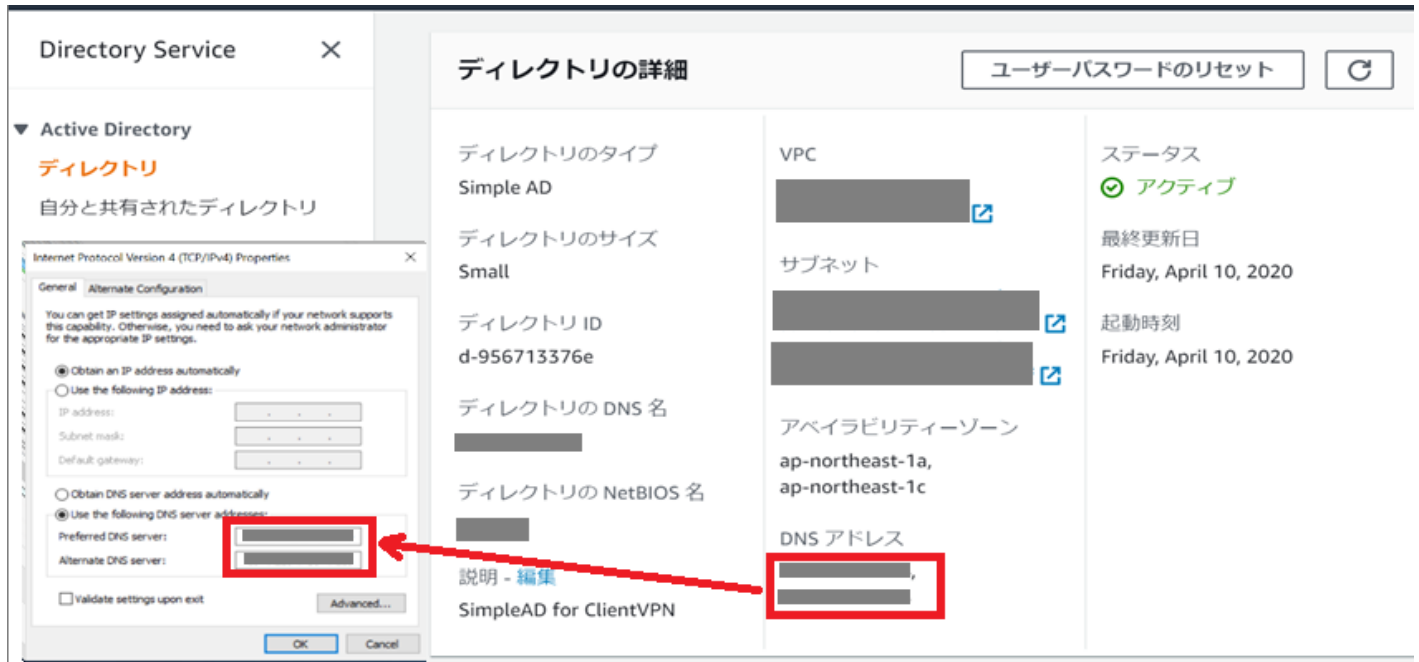 Directory Service
Active Directory
ディレクトリ
自分と共有されたディレクトリ
Internet Protocol Version 4 (TCP/IPv4) Properties
General
Alternate Configuration
You can get IP settings assigned automatically if your network supports
this capability. Otherwise, you need to ask your network administrator
for the appropriate IP settings.
Obtain an IP address automatically
Use the following IP address:
IP address:
Subnet mask:
Default gateway:
Obtain DNS server address automatically
Use the following DNS server addresses:
Preferred DNS server:
Alternate DNS server:
Validate settings upon exit
Advanced...
OK
Cancel
ディレクトリの詳細
ユーザーパスワードのリセット
ディレクトリのタイプ
Simple AD
ディレクトリのサイズ
Small
ディレクトリ ID
d-956713376e
ディレクトリの DNS 名
ディレクトリの NetBIOS 名
説明 - 編集
SimpleAD for ClientVPN
VPC
サブネット
アベイラビリティーゾーン
ap-northeast-1a,
ap-northeast-1c
DNS アドレス
,
ステータス
アクティブ
最終更新日
Friday, April 10, 2020
起動時刻
Friday, April 10, 2020